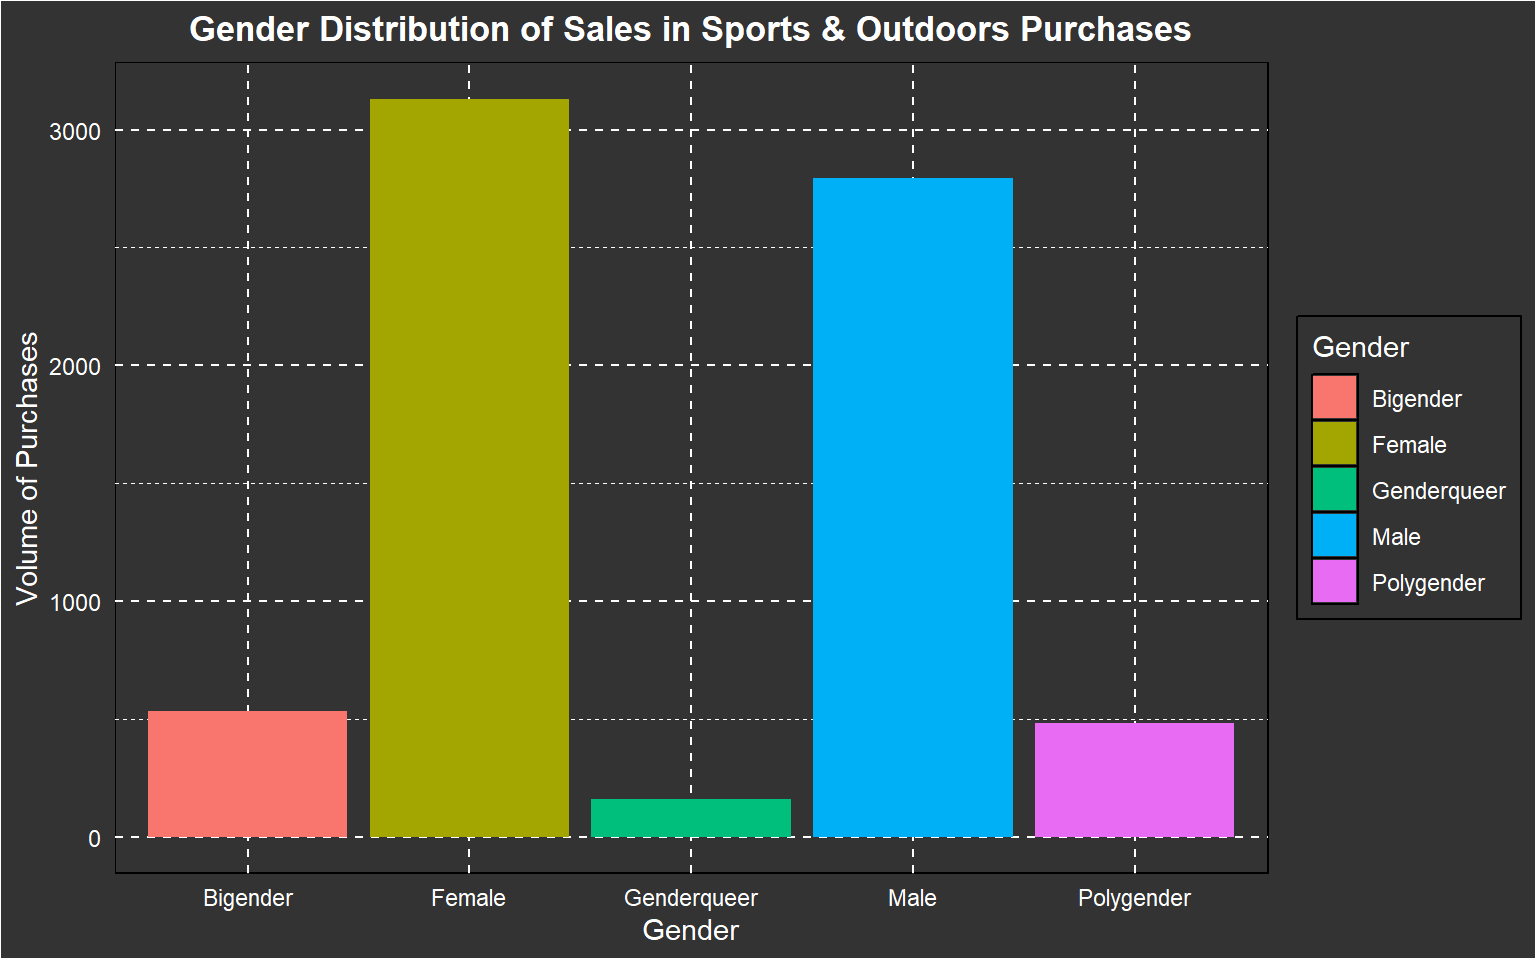 Gender Distribution of Sales in Sports & Outdoors Purchases
Volume of Purchases
3000
2000
1000
0
Bigender
Female
Genderqueer
Male
Polygender
Gender
Gender
Bigender
Female
Genderqueer
Male
Polygender